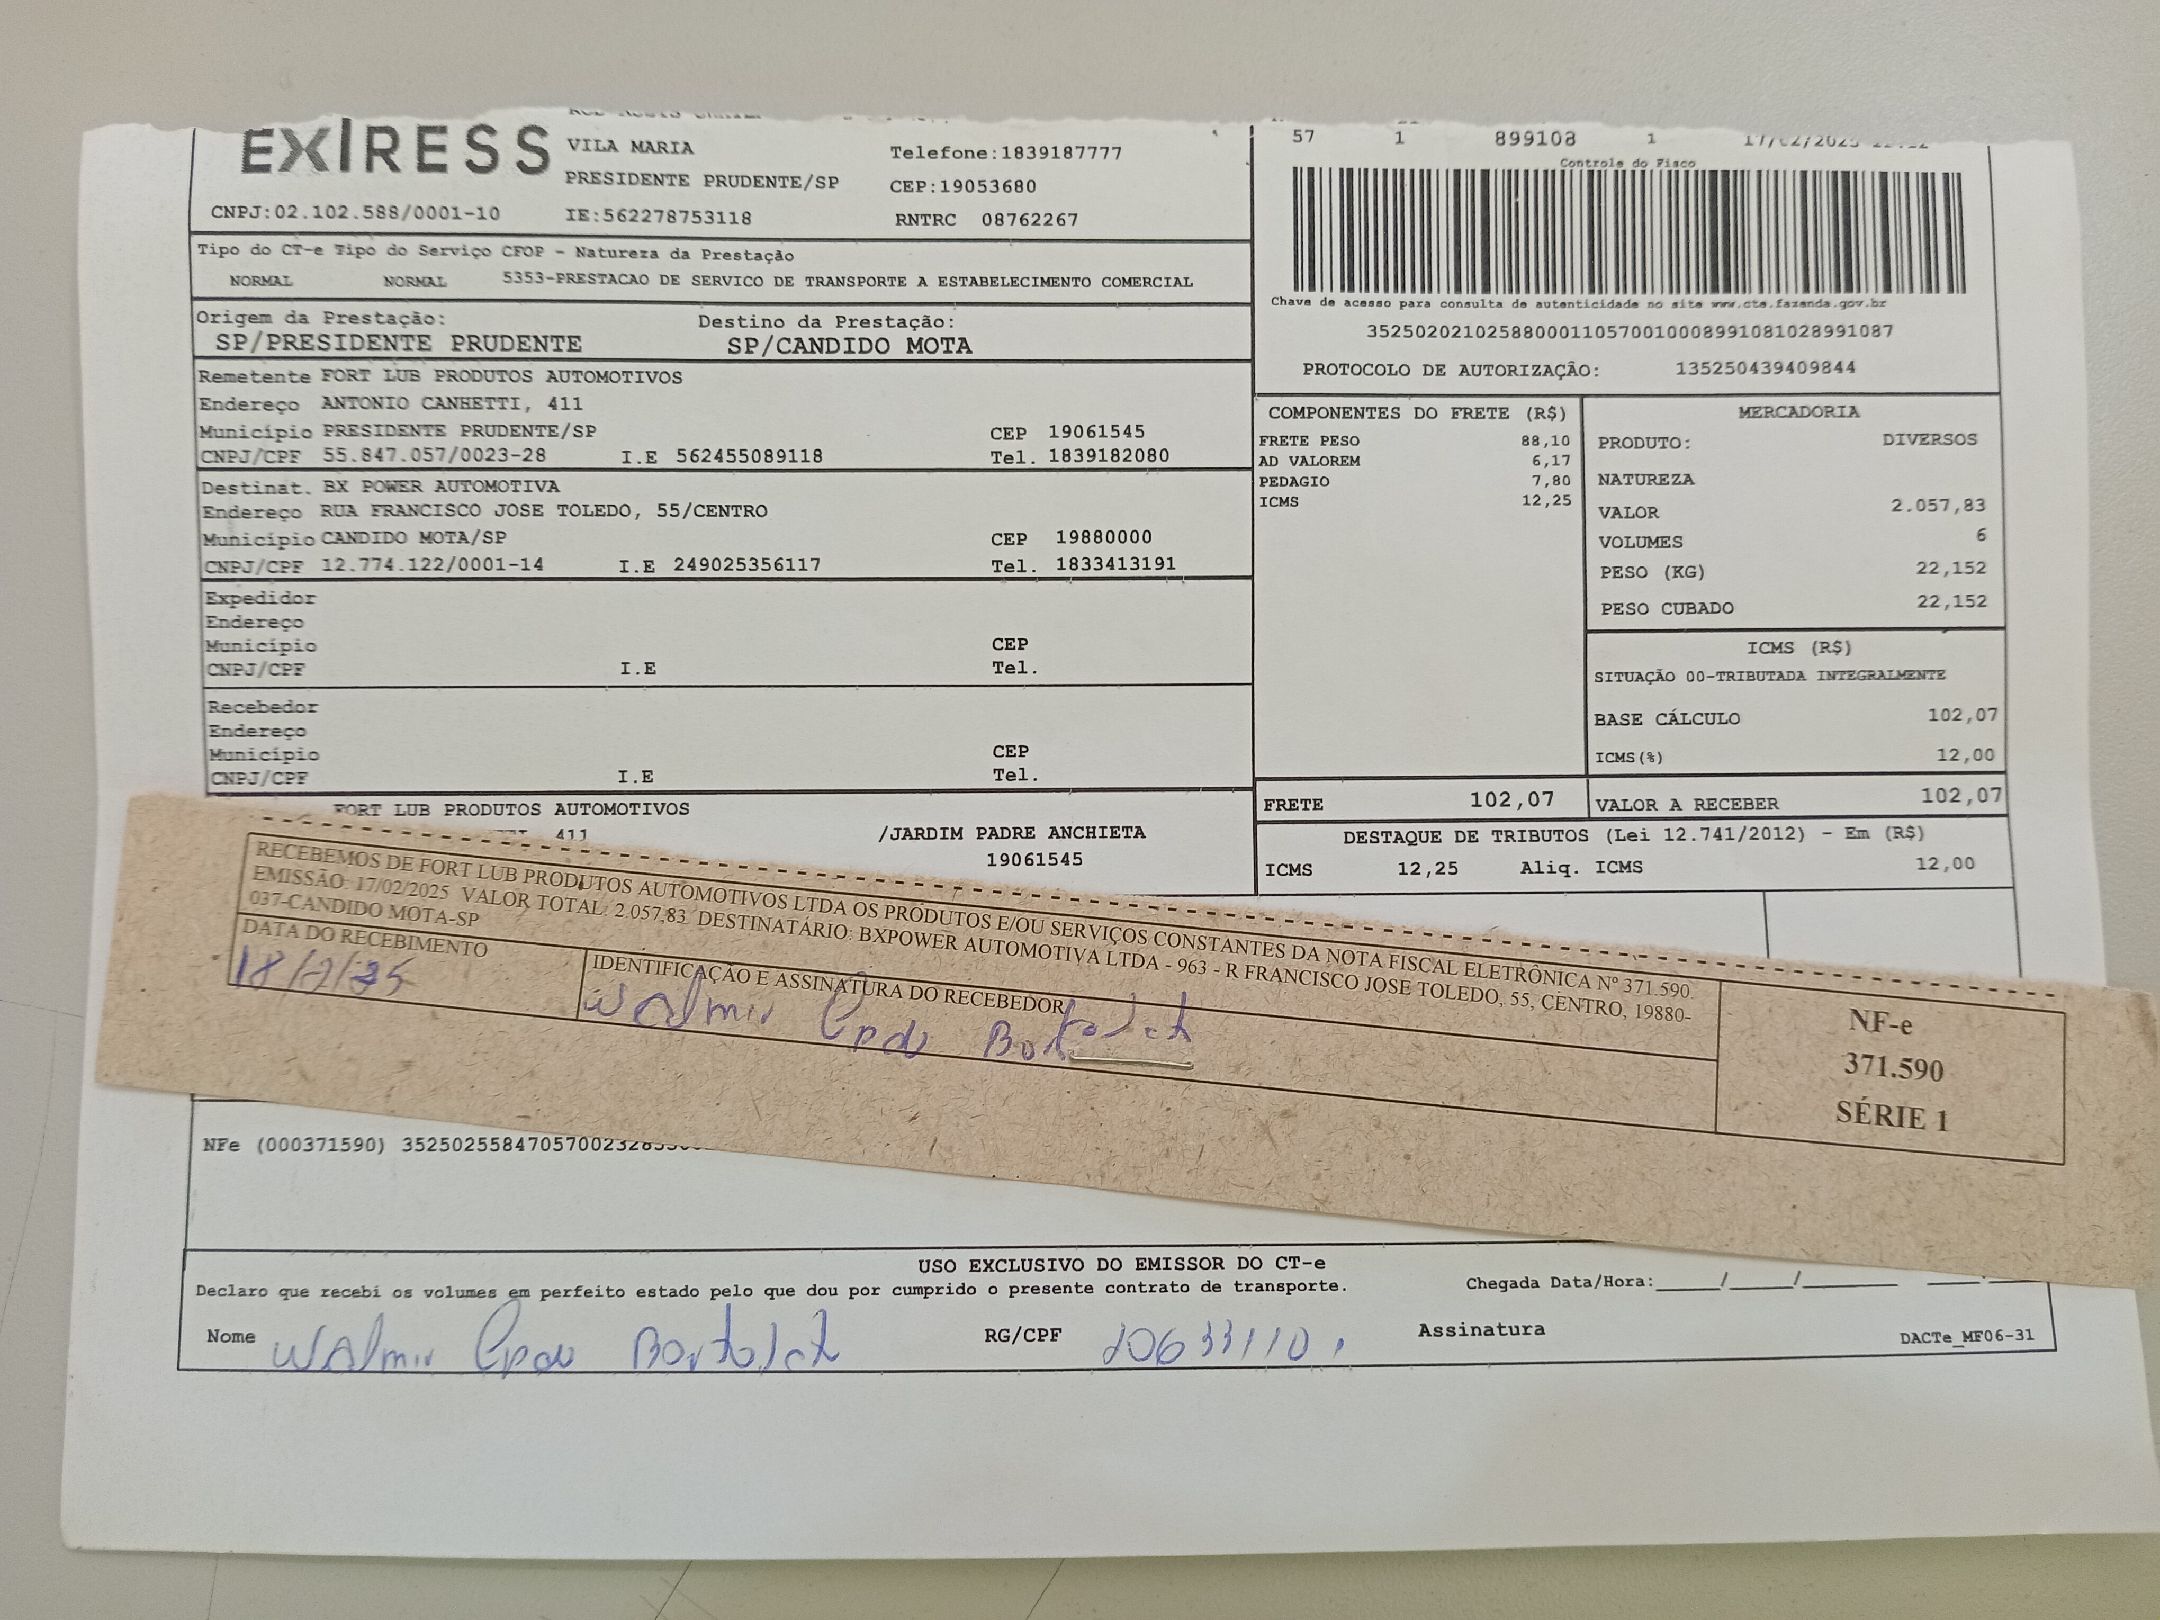 EXIRESS
VILA MARIA
Telefone:1839187777
PRESIDENTE PRUDENTE/SP
CEP:19053680
CNPJ:02.102.588/0001-10
IE:562278753118
RNTRC 08762267
57 1 899108 1
Controle do Fisco
Chave de acesso para consulta de autenticidade no site www.cte.fazenda.gov.br
35250202102588000110570010008991081028991087
PROTOCOLO DE AUTORIZAÇÃO: 135250439409844
Tipo do CT-e Tipo do Serviço CFOP - Natureza da Prestação
NORMAL NORMAL 5353-PRESTACAO DE SERVICO DE TRANSPORTE A ESTABELECIMENTO COMERCIAL
Origem da Prestação: Destino da Prestação:
SP/PRESIDENTE PRUDENTE SP/CANDIDO MOTA
Remetente FORT LUB PRODUTOS AUTOMOTIVOS
Endereço ANTONIO CANHETTI, 411
Município PRESIDENTE PRUDENTE/SP CEP 19061545
CNPJ/CPF 55.847.057/0023-28 I.E 562455089118 Tel. 1839182080
Destinat. BX POWER AUTOMOTIVA
Endereço RUA FRANCISCO JOSE TOLEDO, 55/CENTRO
Município CANDIDO MOTA/SP CEP 19880000
CNPJ/CPF 12.774.122/0001-14 I.E 249025356117 Tel. 1833413191
Expedidor
Endereço
Município CEP
CNPJ/CPF I.E Tel.
Recebedor
Endereço
Município CEP
CNPJ/CPF I.E Tel.
FORT LUB PRODUTOS AUTOMOTIVOS
411 /JARDIM PADRE ANCHIETA
19061545
COMPONENTES DO FRETE (R$)
FRETE PESO 88,10
AD VALOREM 6,17
PEDAGIO 7,80
ICMS 12,25
MERCADORIA
PRODUTO: DIVERSOS
NATUREZA
VALOR 2.057,83
VOLUMES 6
PESO (KG) 22,152
PESO CUBADO 22,152
ICMS (R$)
SITUAÇÃO 00-TRIBUTADA INTEGRALMENTE
BASE CÁLCULO 102,07
ICMS(%) 12,00
FRETE 102,07 VALOR A RECEBER 102,07
DESTAQUE DE TRIBUTOS (Lei 12.741/2012) - Em (R$)
ICMS 12,25 Aliq. ICMS 12,00
RECEBEMOS DE FORT LUB PRODUTOS AUTOMOTIVOS LTDA OS PRODUTOS E/OU SERVIÇOS CONSTANTES DA NOTA FISCAL ELETRÔNICA Nº 371.590.
EMISSÃO: 17/02/2025 VALOR TOTAL: 2.057,83 DESTINATÁRIO: BXPOWER AUTOMOTIVA LTDA - 963 - R FRANCISCO JOSE TOLEDO, 55, CENTRO, 19880-
037-CANDIDO MOTA-SP
DATA DO RECEBIMENTO
18/2/25
IDENTIFICAÇÃO E ASSINATURA DO RECEBEDOR
Walmir
NF-e
371.590
SÉRIE 1
NFe (000371590)
USO EXCLUSIVO DO EMISSOR DO CT-e
Declaro que recebi os volumes em perfeito estado pelo que dou por cumprido o presente contrato de transporte.
Chegada Data/Hora:
Nome Walmir
RG/CPF
Assinatura
DACTe_MF06-31